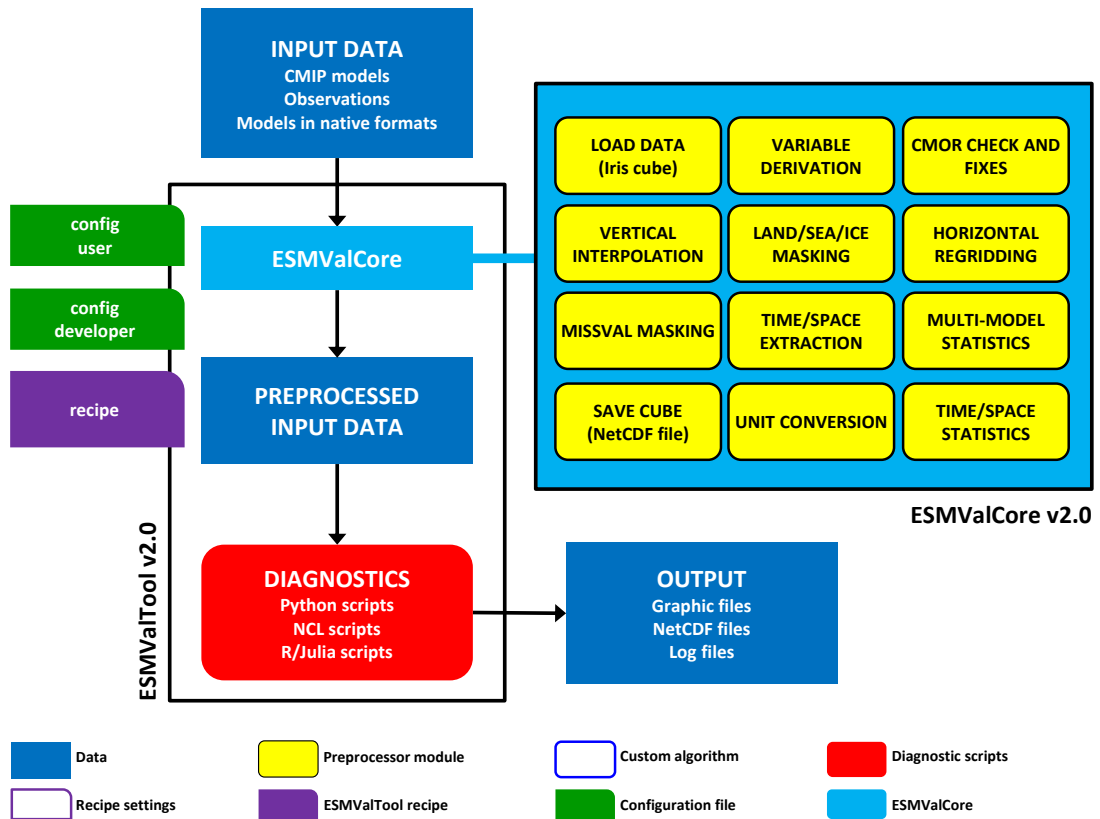 INPUT DATA
CMIP models
Observations
Models in native formats
config
user
config
developer
recipe
ESMValCore
PREPROCESSED
INPUT DATA
DIAGNOSTICS
Python scripts
NCL scripts
R/Julia scripts
ESMValTool v2.0
OUTPUT
Graphic files
NetCDF files
Log files
LOAD DATA
(Iris cube)
VARIABLE
DERIVATION
CMOR CHECK AND
FIXES
VERTICAL
INTERPOLATION
LAND/SEA/ICE
MASKING
HORIZONTAL
REGRIDDING
MISSVAL MASKING
TIME/SPACE
EXTRACTION
MULTI-MODEL
STATISTICS
SAVE CUBE
(NetCDF file)
UNIT CONVERSION
TIME/SPACE
STATISTICS
ESMValCore v2.0
Data
Preprocessor module
Custom algorithm
Diagnostic scripts
Recipe settings
ESMValTool recipe
Configuration file
ESMValCore